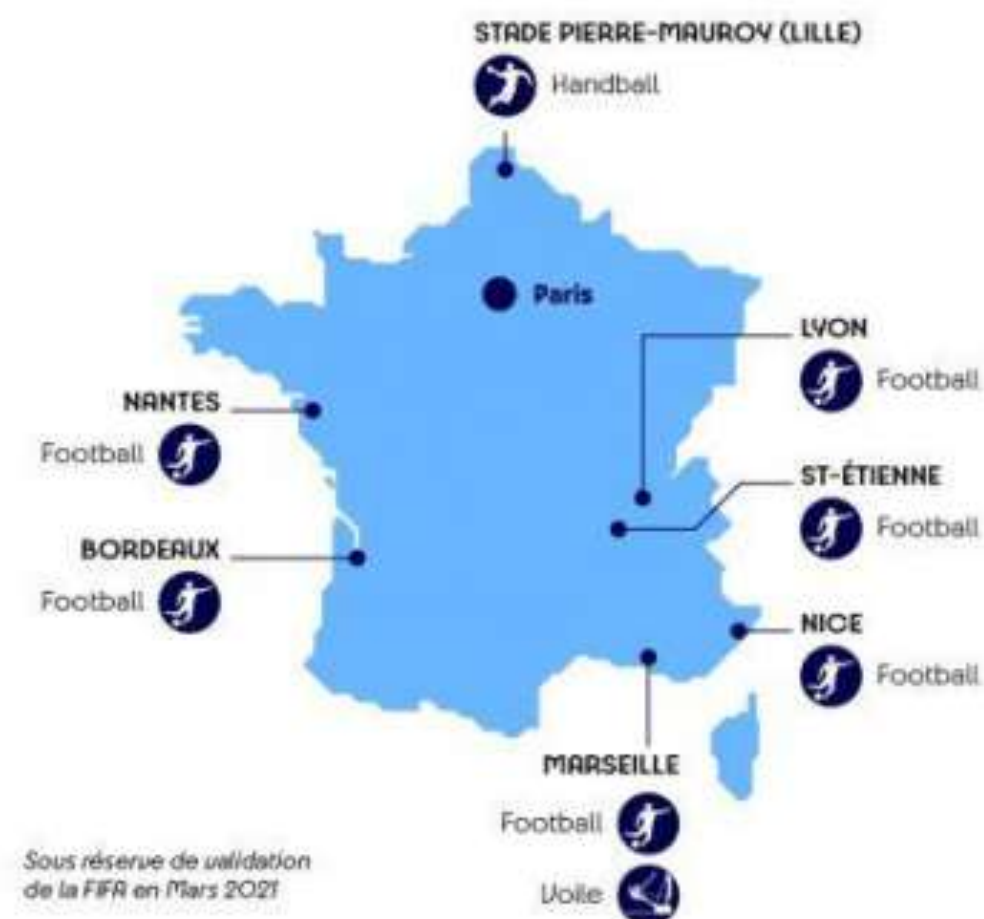 STADE PIERRE-MAUROY (LILLE)
Handball
Paris
LYON
Football
NANTES
Football
ST-ÉTIENNE
Football
BORDEAUX
Football
NICE
Football
MARSEILLE
Football
Voile
Sous réserve de validation
de la FIFA en Mars 2021